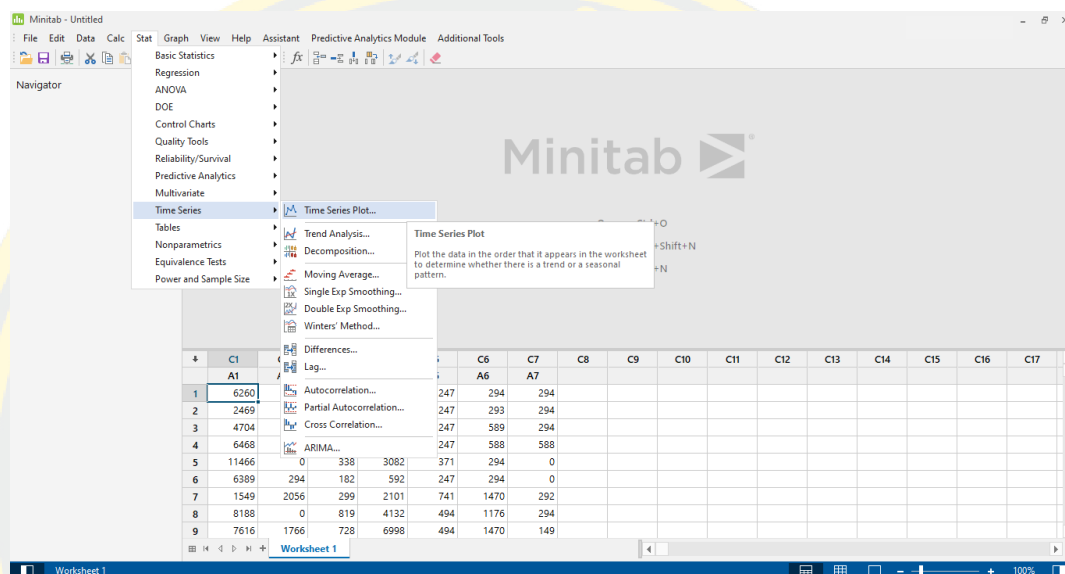 Minitab - Untitled
File Edit Data Calc Stat Graph View Help Assistant Predictive Analytics Module Additional Tools
fx
Navigator
Basic Statistics
Regression
ANOVA
DOE
Control Charts
Quality Tools
Reliability/Survival
Predictive Analytics
Multivariate
Time Series
Tables
Nonparametrics
Equivalence Tests
Power and Sample Size
Time Series Plot...
Trend Analysis...
Decomposition...
Moving Average...
Single Exp Smoothing...
Double Exp Smoothing...
Winters' Method...
Differences...
Lag...
Autocorrelation...
Partial Autocorrelation...
Cross Correlation...
ARIMA...
Time Series Plot
Plot the data in the order that it appears in the worksheet
to determine whether there is a trend or a seasonal
pattern.
Minitab
+O
+Shift+N
+N
C1 C6 C7 C8 C9 C10 C11 C12 C13 C14 C15 C16 C17
A1 A6 A7
1 6260 247 294 294
2 2469 247 293 294
3 4704 247 589 294
4 6468 247 588 588
5 11466 0 338 3082 371 294 0
6 6389 294 182 592 247 294 0
7 1549 2056 299 2101 741 1470 292
8 8188 0 819 4132 494 1176 294
9 7616 1766 728 6998 494 1470 149
Worksheet 1
Worksheet 1 100%